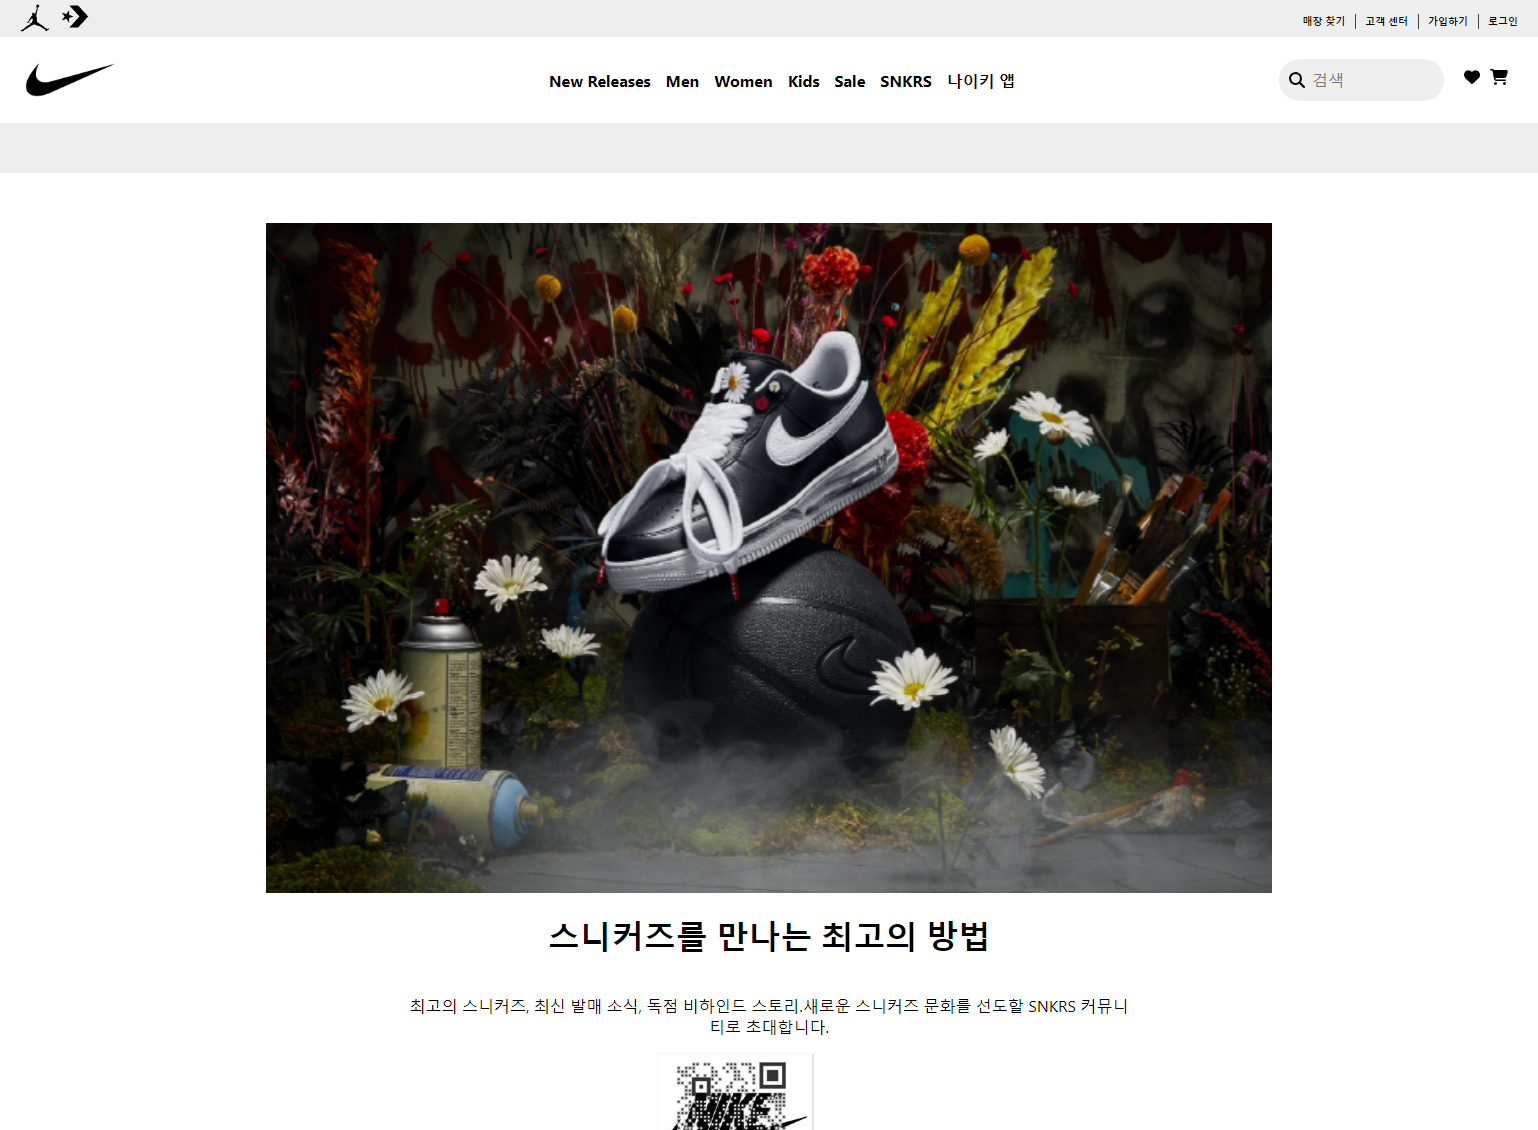 매장 찾기 고객 센터 가입하기 로그인
New Releases Men Women Kids Sale SNKRS 나이키 앱
검색
스니커즈를 만나는 최고의 방법
최고의 스니커즈, 최신 발매 소식, 독점 비하인드 스토리.새로운 스니커즈 문화를 선도할 SNKRS 커뮤니
티로 초대합니다.
NIKE